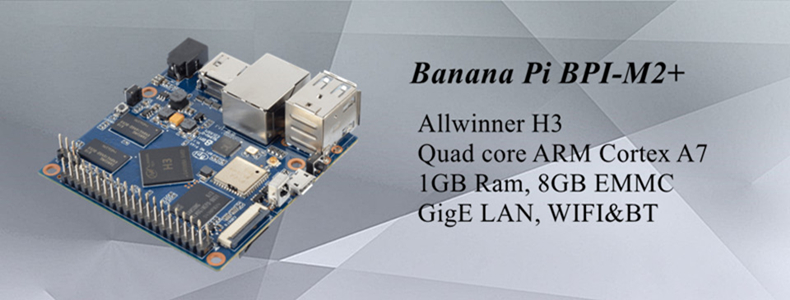 Banana Pi BPI-M2+
Allwinner H3
Quad core ARM Cortex A7
1GB Ram, 8GB EMMC
GigE LAN, WIFI&BT
H3